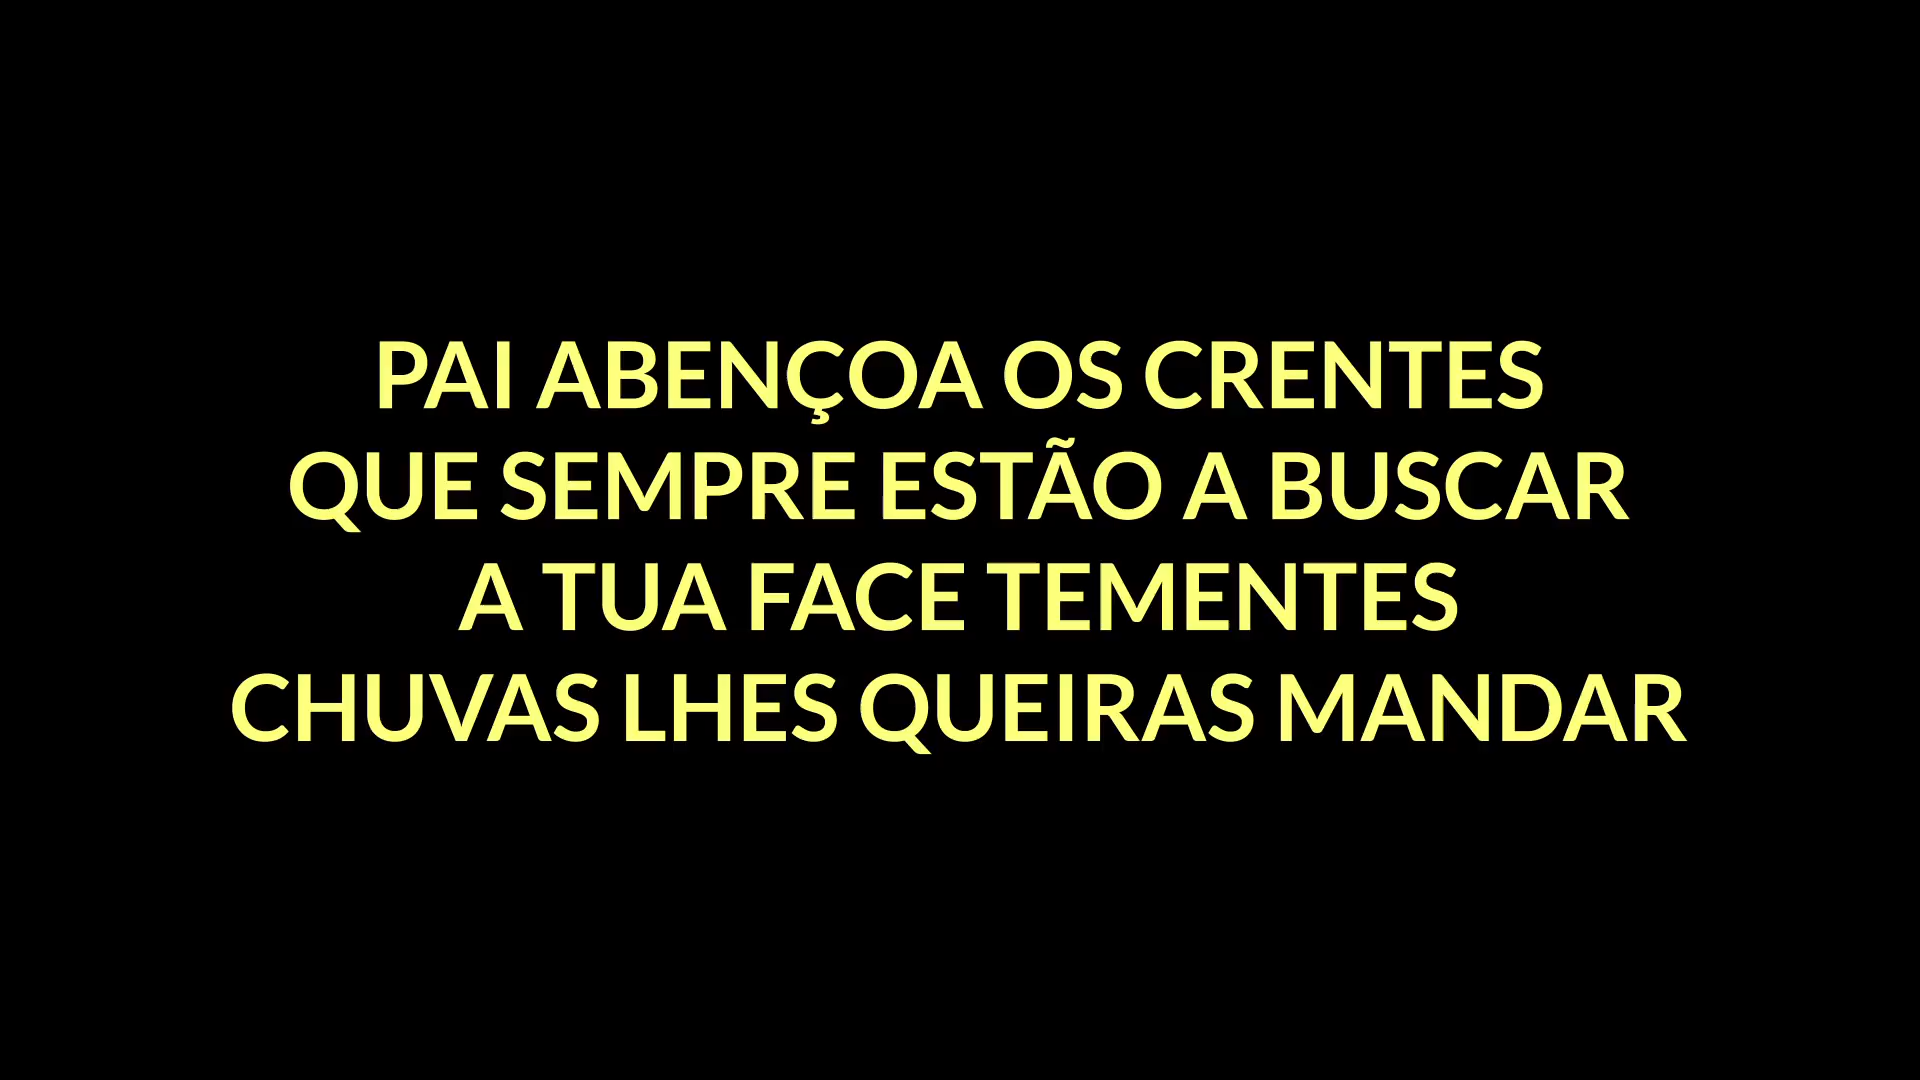 PAI ABENÇOA OS CRENTES
QUE SEMPRE ESTÃO A BUSCAR
A TUA FACE TEMENTES
CHUVAS LHES QUEIRAS MANDAR